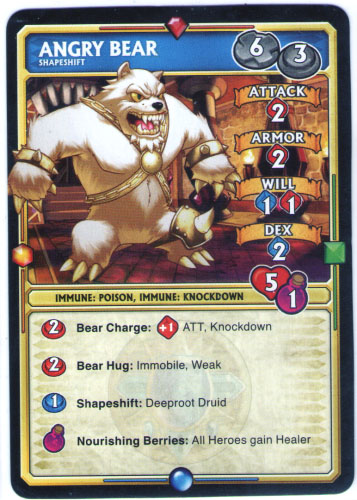 ANGRY BEAR
SHAPESHIFT
6 3
ATTACK
2
ARMOR
2
WILL
1 1
DEX
2
5 1
IMMUNE: POISON, IMMUNE: KNOCKDOWN
2 Bear Charge: +1 ATT, Knockdown
2 Bear Hug: Immobile, Weak
1 Shapeshift: Deeproot Druid
Nourishing Berries: All Heroes gain Healer